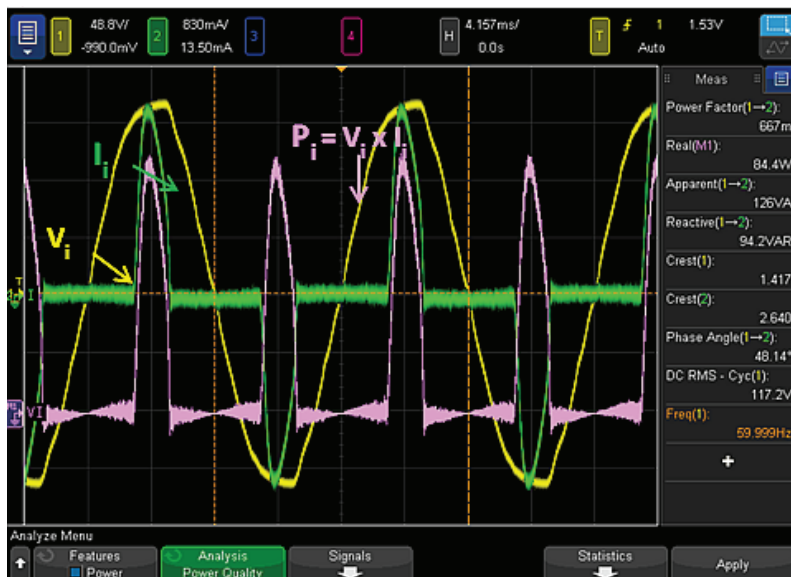 1
48.8V/
-990.0mV
2
830mA/
13.50mA
3
4
H
4.157ms/
0.0s
T
1
1.53V
Auto
Meas
Power Factor(1→2):
667m
Real(M1):
84.4W
Apparent(1→2):
126VA
Reactive(1→2):
94.2VAR
Crest(1):
1.417
Crest(2):
2.640
Phase Angle(1→2):
48.14°
DC RMS - Cyc(1):
117.2V
Freq(1):
59.999Hz
+
Pi = Vi x Ii
Ii
Vi
T
I
VI
Analyze Menu
Features
Power
Analysis
Power Quality
Signals
Statistics
Apply